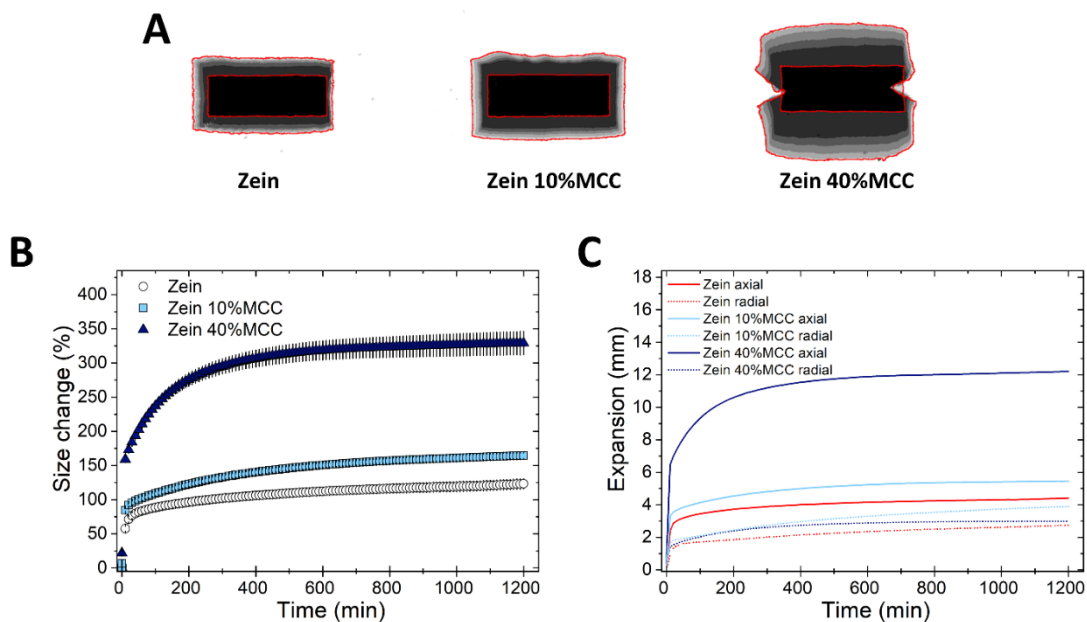 A
Zein
Zein 10%MCC
Zein 40%MCC
B
Size change (%)
400
350
300
250
200
150
100
50
0
Zein
Zein 10%MCC
Zein 40%MCC
0 200 400 600 800 1000 1200
Time (min)
C
Expansion (mm)
18
16
14
12
10
8
6
4
2
0
Zein axial
Zein radial
Zein 10%MCC axial
Zein 10%MCC radial
Zein 40%MCC axial
Zein 40%MCC radial
0 200 400 600 800 1000 1200
Time (min)